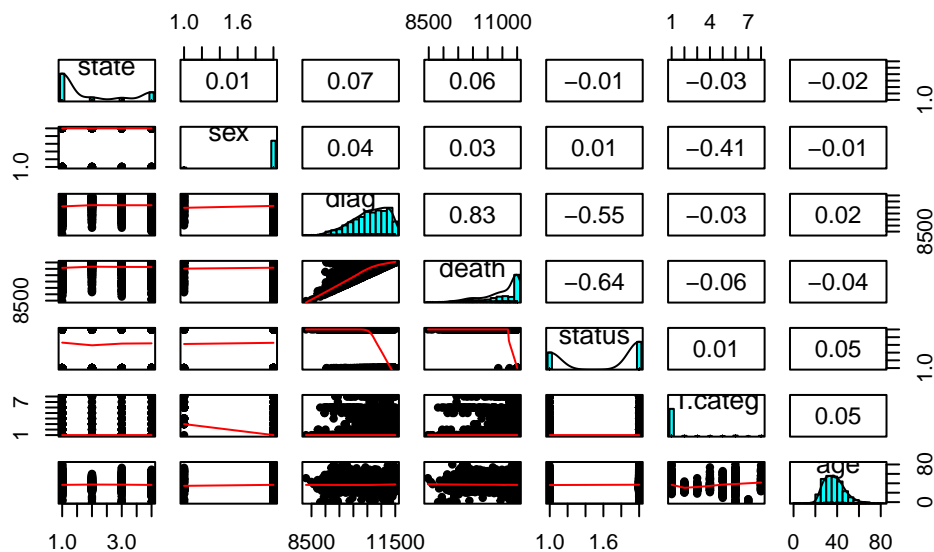 1.0 1.6 8500 11000 1 4 7
state 0.01 0.07 0.06 −0.01 −0.03 −0.02 1.0
1.0 sex 0.04 0.03 0.01 −0.41 −0.01
diag 0.83 −0.55 −0.03 0.02 8500
8500 death −0.64 −0.06 −0.04
status 0.01 0.05 1.0
1 7 T.categ 0.05
age 0 40 80
1.0 3.0 8500 11500 1.0 1.6 0 40 80